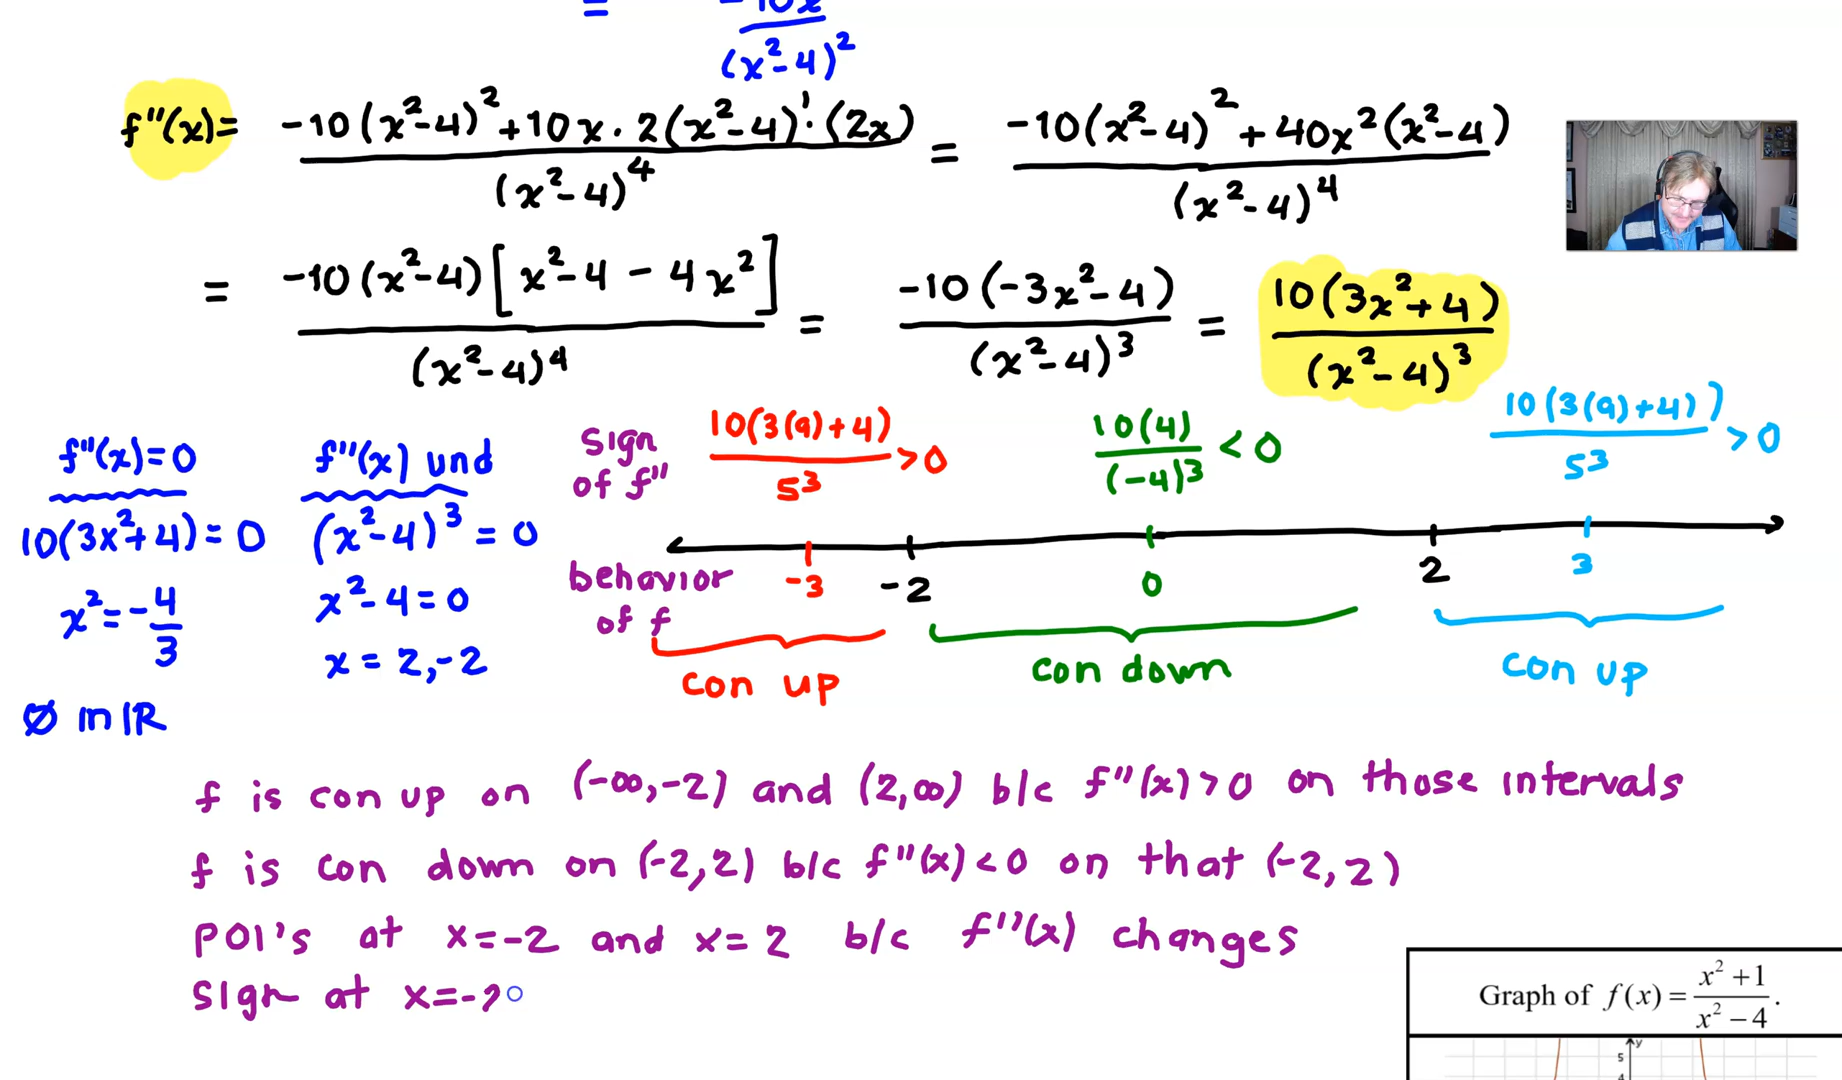 = -10x / (x²-4)²
f''(x) = -10(x²-4)²+10x·2(x²-4)¹·(2x) / (x²-4)⁴ = -10(x²-4)²+40x²(x²-4) / (x²-4)⁴
= -10(x²-4)[x²-4-4x²] / (x²-4)⁴ = -10(-3x²-4) / (x²-4)³ = 10(3x²+4) / (x²-4)³
f''(x)=0
10(3x²+4)=0
x²=-4/3
∅ in ℝ
f''(x) und
(x²-4)³=0
x²-4=0
x=2,-2
sign
of f''
10(3(9)+4) / 5³ >0
10(4) / (-4)³ <0
10(3(9)+4)) / 5³ >0
-3 -2 0 2 3
behavior
of f
con up con down con up
f is con up on (-∞,-2) and (2,∞) b/c f''(x)>0 on those intervals
f is con down on (-2,2) b/c f''(x)<0 on that (-2,2)
POI's at x=-2 and x=2 b/c f''(x) changes
sign at x=-2
Graph of f(x) = x²+1 / x²-4.
y
5
4